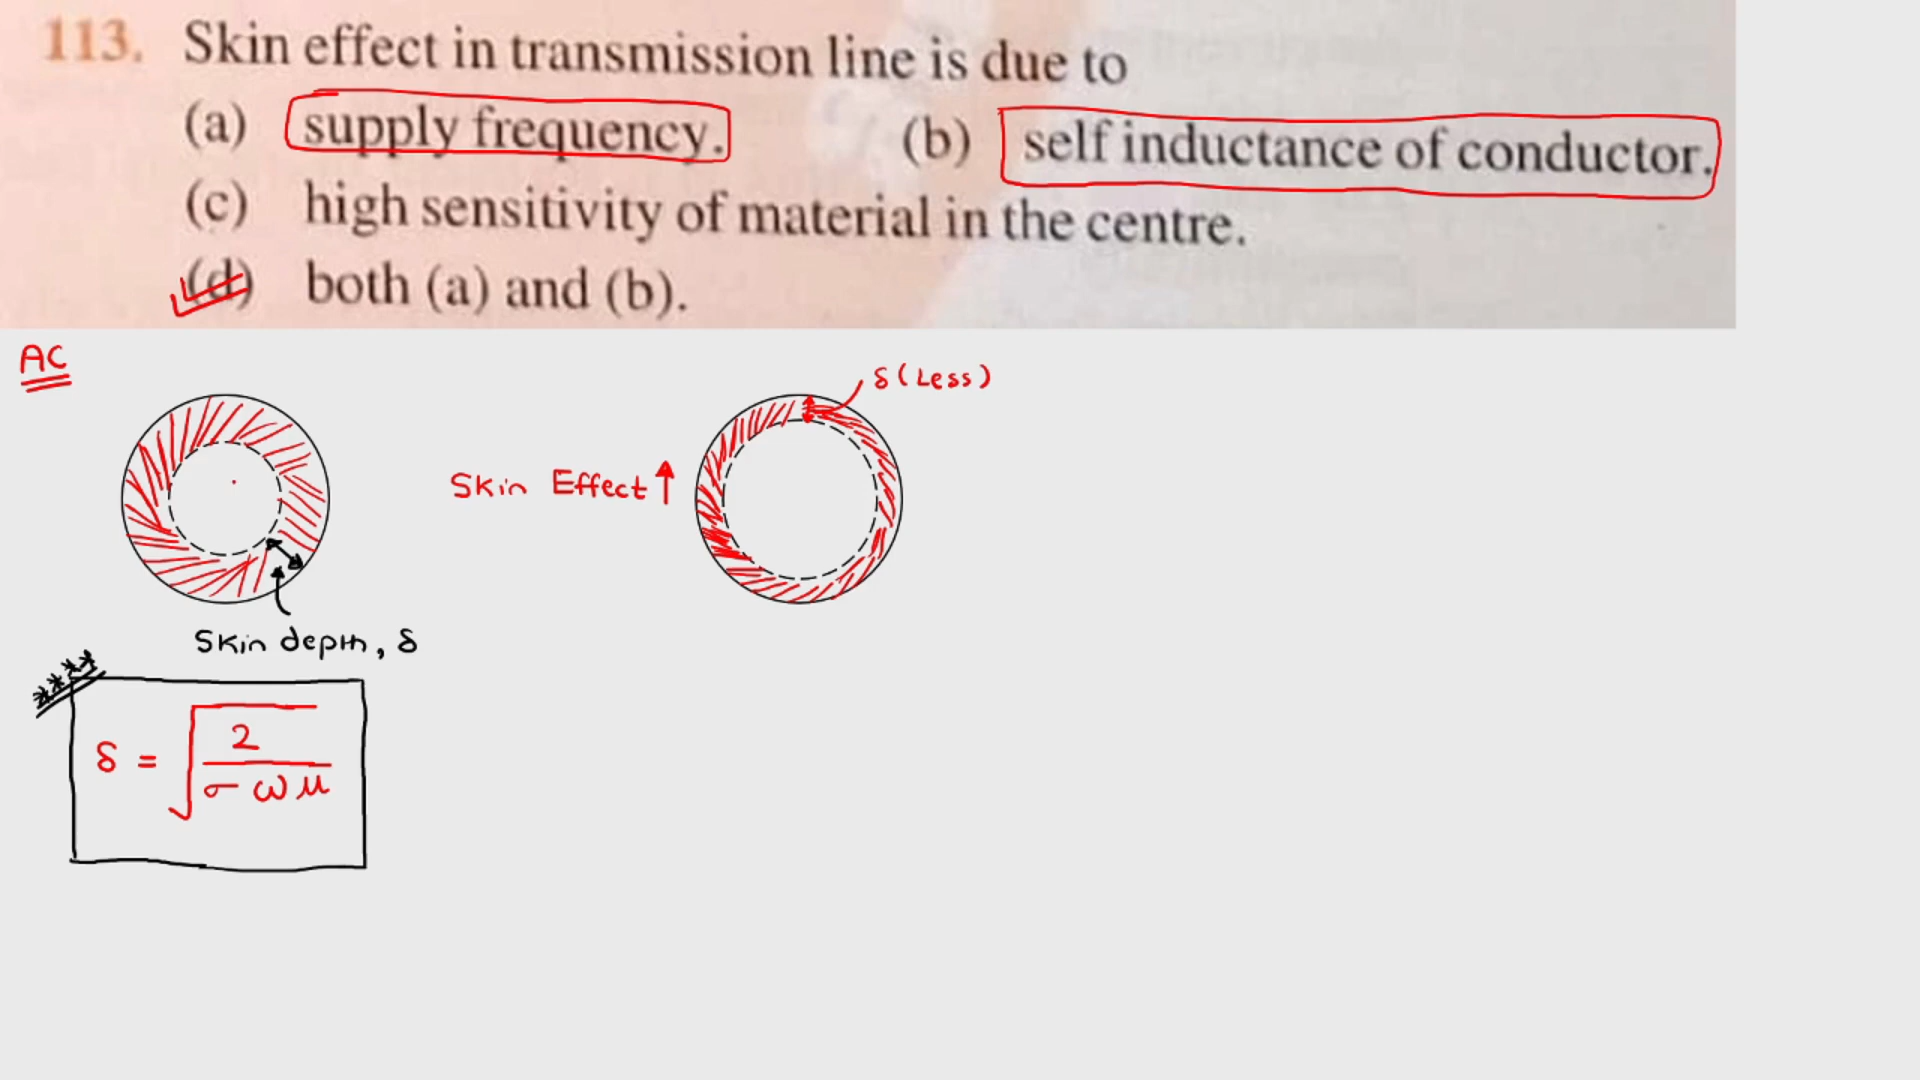 113. Skin effect in transmission line is due to
(a) supply frequency. (b) self inductance of conductor.
(c) high sensitivity of material in the centre.
(d) both (a) and (b).
AC
δ (Less)
Skin Effect ↑
Skin depth, δ
****
δ = √(2 / σ ω μ)